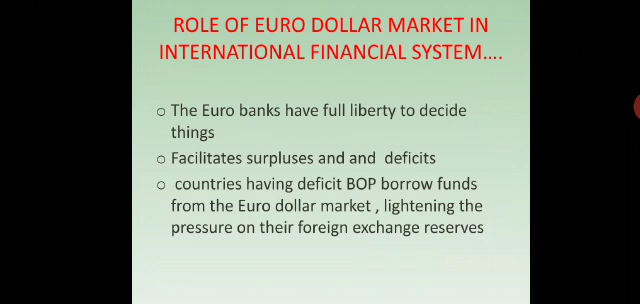 ROLE OF EURO DOLLAR MARKET IN
INTERNATIONAL FINANCIAL SYSTEM....
○ The Euro banks have full liberty to decide
things
○ Facilitates surpluses and and deficits
○ countries having deficit BOP borrow funds
from the Euro dollar market , lightening the
pressure on their foreign exchange reserves